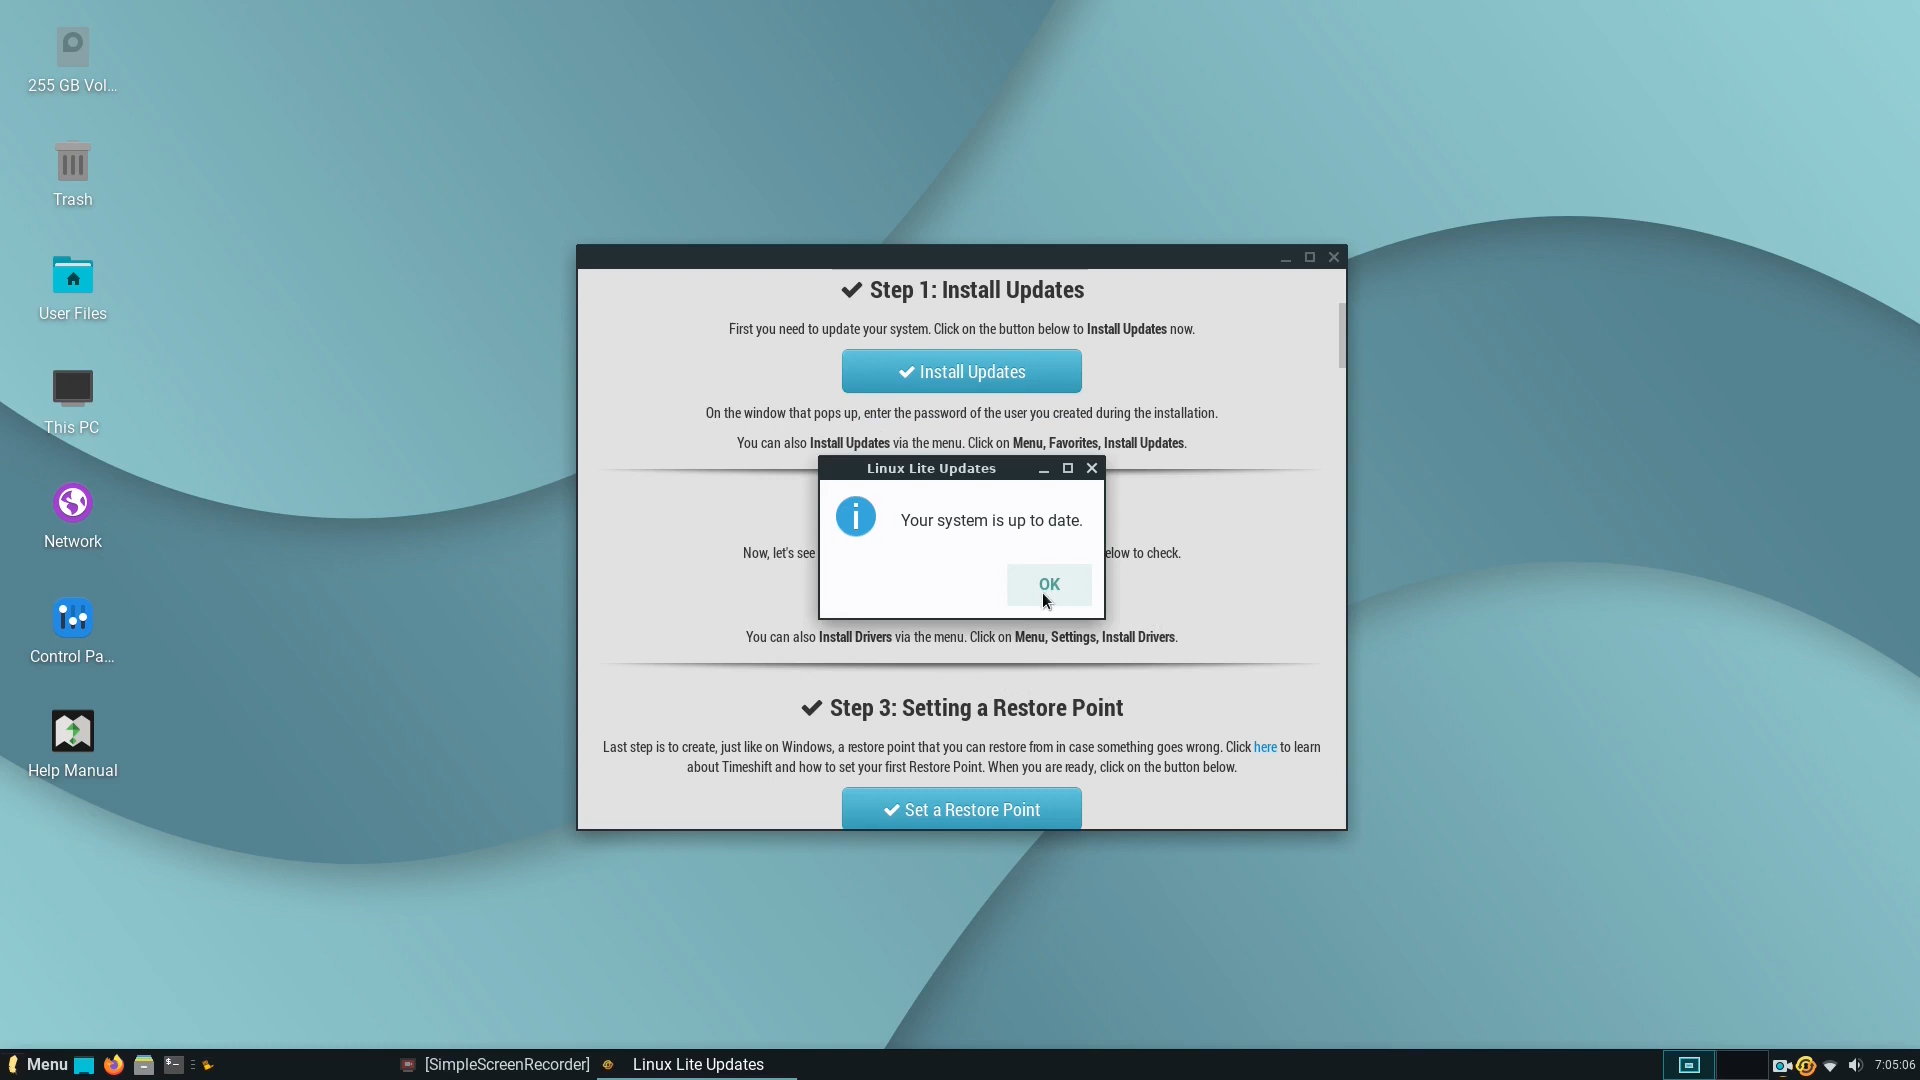 255 GB Vol...
Trash
User Files
This PC
Network
Control Pa...
Help Manual
Step 1: Install Updates
First you need to update your system. Click on the button below to Install Updates now.
Install Updates
On the window that pops up, enter the password of the user you created during the installation.
You can also Install Updates via the menu. Click on Menu, Favorites, Install Updates.
Linux Lite Updates
Your system is up to date.
OK
Now, let's see elow to check.
You can also Install Drivers via the menu. Click on Menu, Settings, Install Drivers.
Step 3: Setting a Restore Point
Last step is to create, just like on Windows, a restore point that you can restore from in case something goes wrong. Click here to learn
about Timeshift and how to set your first Restore Point. When you are ready, click on the button below.
Set a Restore Point
Menu [SimpleScreenRecorder] Linux Lite Updates 7:05:06